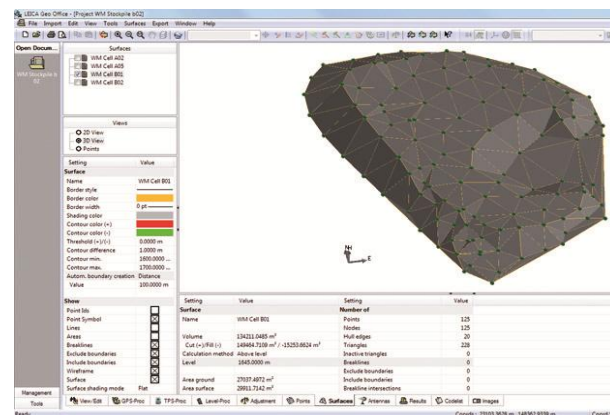 LEICA Geo Office - [Project WM Stockpile b02]
File Import Edit View Tools Surfaces Export Window Help
Open Docum...
WM Stockpile b
02
Surfaces
WM Cell A02
WM Cell A05
WM Cell B01
WM Cell B02
Views
2D View
3D View
Points
Setting Value
Surface
Name WM Cell B01
Border style
Border color
Border width 0 pt
Shading color
Contour color (+)
Contour color (-)
Threshold (+)/(-) 0.0000 m
Contour difference 1.0000 m
Contour min. 1600.0000 ...
Contour max. 1700.0000 ...
Autom. boundary creation Distance
Value 100.0000 m
Show
Point Ids
Point Symbol
Lines
Areas
Breaklines
Exclude boundaries
Include boundaries
Wireframe
Surface
Surface shading mode Flat
E
Setting Value Setting Value
Surface Number of
Name WM Cell B01 Points 125
Nodes 125
Volume 134211.0485 m³ Hull edges 20
Cut (+)/Fill (-) Triangles 228
Calculation method Above level Inactive triangles 0
Level 1645.0000 m Breaklines 0
Exclude boundaries 0
Area ground 27037.4972 m² Include boundaries 0
Area surface 29911.7142 m² Breakline intersections 0
Management
Tools
View/Edit GPS-Proc TPS-Proc Level-Proc Adjustment Points Surfaces Antennas Results Codelist Images
Ready